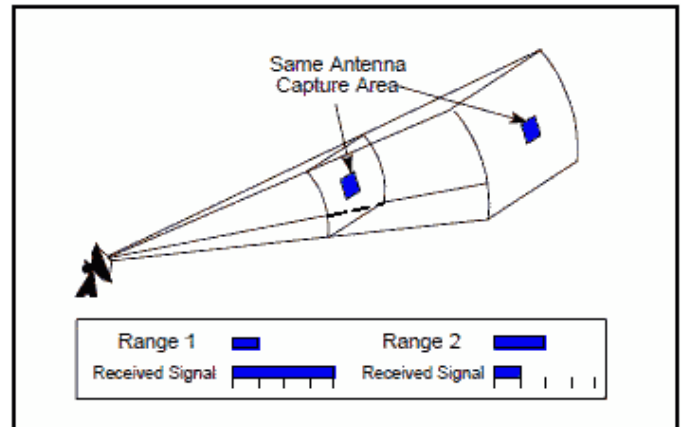 Same Antenna
Capture Area
Range 1
Range 2
Received Signal
Received Signal